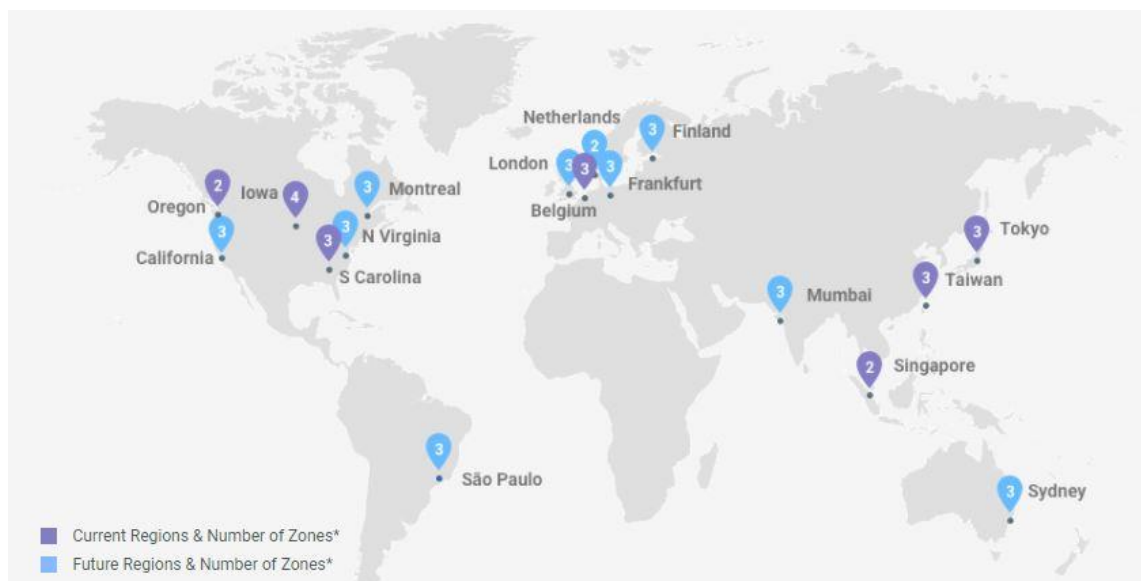 Netherlands
2
3
Finland
London
3
3
3
Frankfurt
Belgium
2
Oregon
Iowa
4
3
Montreal
3
California
3
N Virginia
3
S Carolina
3
Tokyo
3
Taiwan
3
Mumbai
2
Singapore
3
São Paulo
3
Sydney
Current Regions & Number of Zones*
Future Regions & Number of Zones*